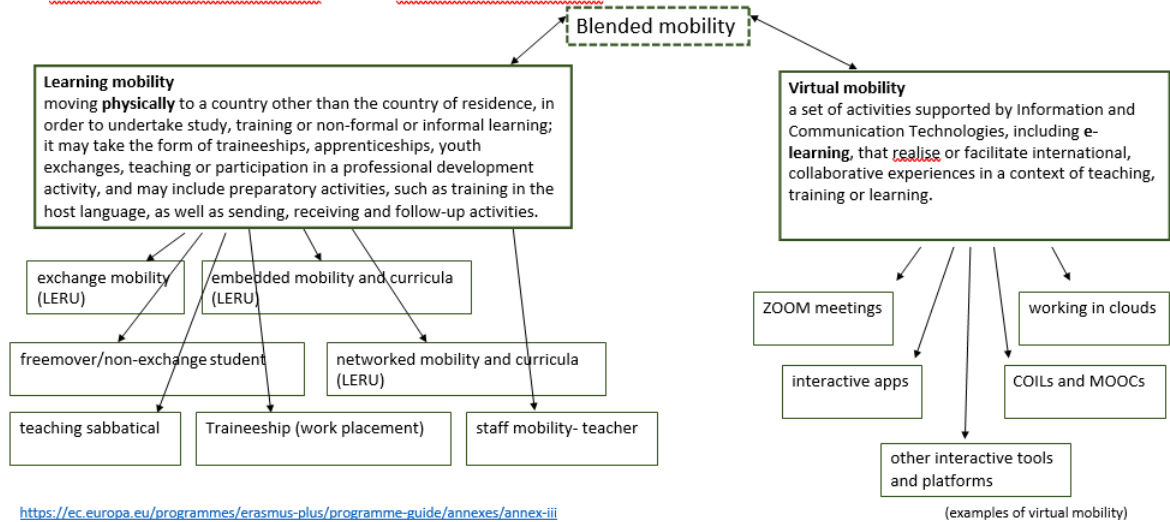 Blended mobility
Learning mobility
moving physically to a country other than the country of residence, in
order to undertake study, training or non-formal or informal learning;
it may take the form of traineeships, apprenticeships, youth
exchanges, teaching or participation in a professional development
activity, and may include preparatory activities, such as training in the
host language, as well as sending, receiving and follow-up activities.
Virtual mobility
a set of activities supported by Information and
Communication Technologies, including e-
learning, that realise or facilitate international,
collaborative experiences in a context of teaching,
training or learning.
exchange mobility
(LERU)
embedded mobility and curricula
(LERU)
freemover/non-exchange student
networked mobility and curricula
(LERU)
teaching sabbatical
Traineeship (work placement)
staff mobility- teacher
ZOOM meetings
working in clouds
interactive apps
COILs and MOOCs
other interactive tools
and platforms
https://ec.europa.eu/programmes/erasmus-plus/programme-guide/annexes/annex-iii
(examples of virtual mobility)